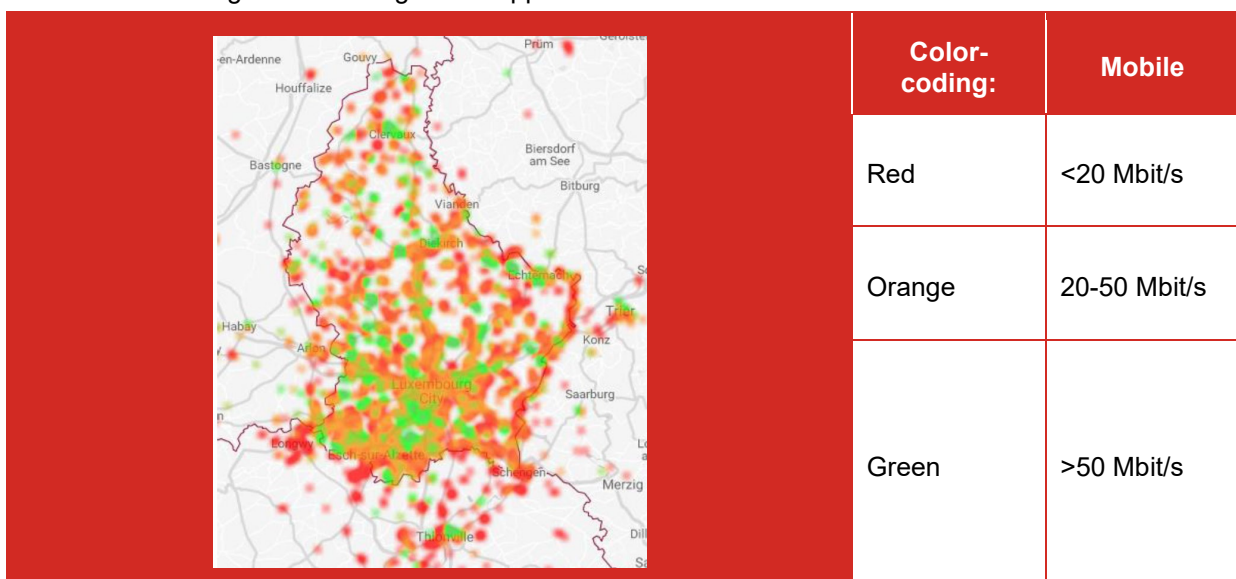 Prüm
en-Ardenne
Gouvy
Houffalize
Clervaux
Biersdorf
am See
Bastogne
Bitburg
Vianden
Diekirch
Echternach
Trier
Habay
Konz
Arlon
Luxembourg
City
Saarburg
Longwy
Esch-sur-Alzette
Schengen
Merzig
Thionville
Color-
coding:
Mobile
Red
<20 Mbit/s
Orange
20-50 Mbit/s
Green
>50 Mbit/s